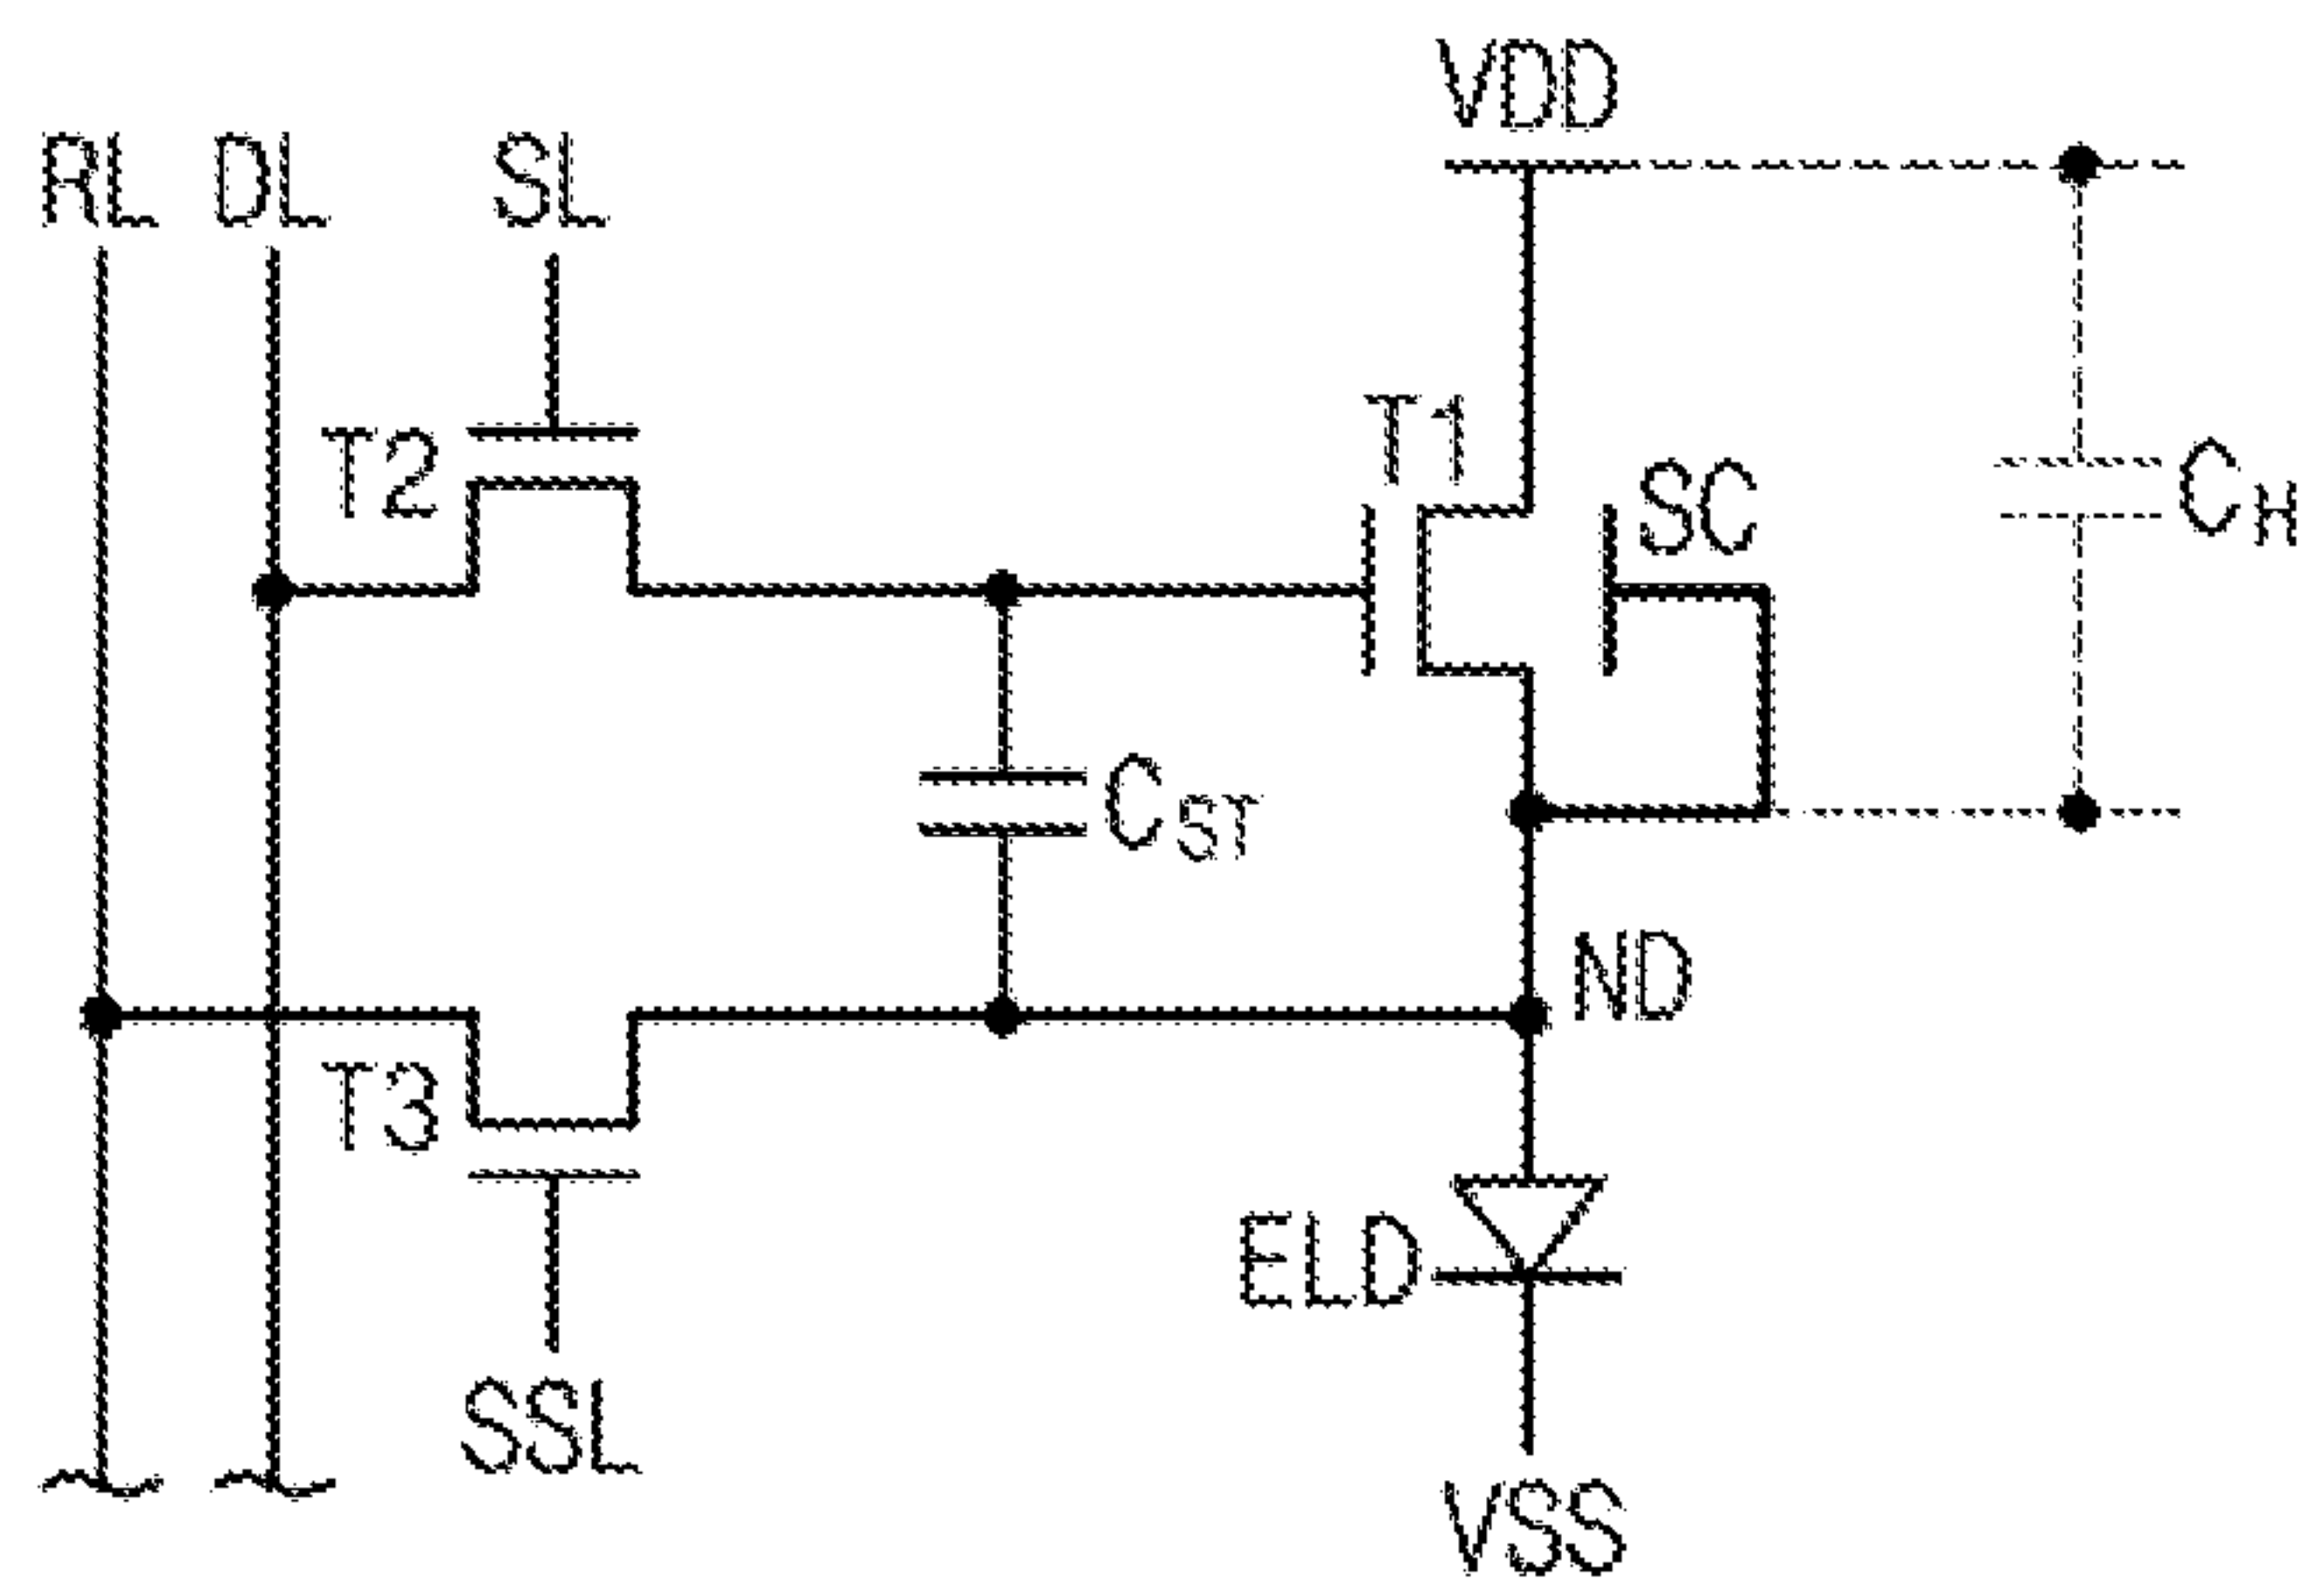 VDD
RL DL SL
T1
T2
SC
CH
CST
ND
T3
ELD
SSL
VSS